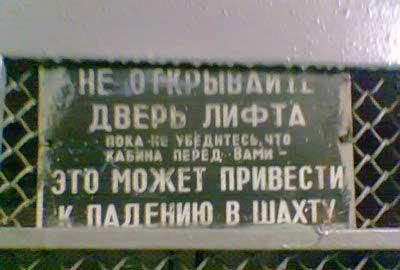 НЕ ОТКРЫВАЙТЕ
ДВЕРЬ ЛИФТА
ПОКА НЕ УБЕДИТЕСЬ, ЧТО
КАБИНА ПЕРЕД ВАМИ –
ЭТО МОЖЕТ ПРИВЕСТИ
К ПАДЕНИЮ В ШАХТУ